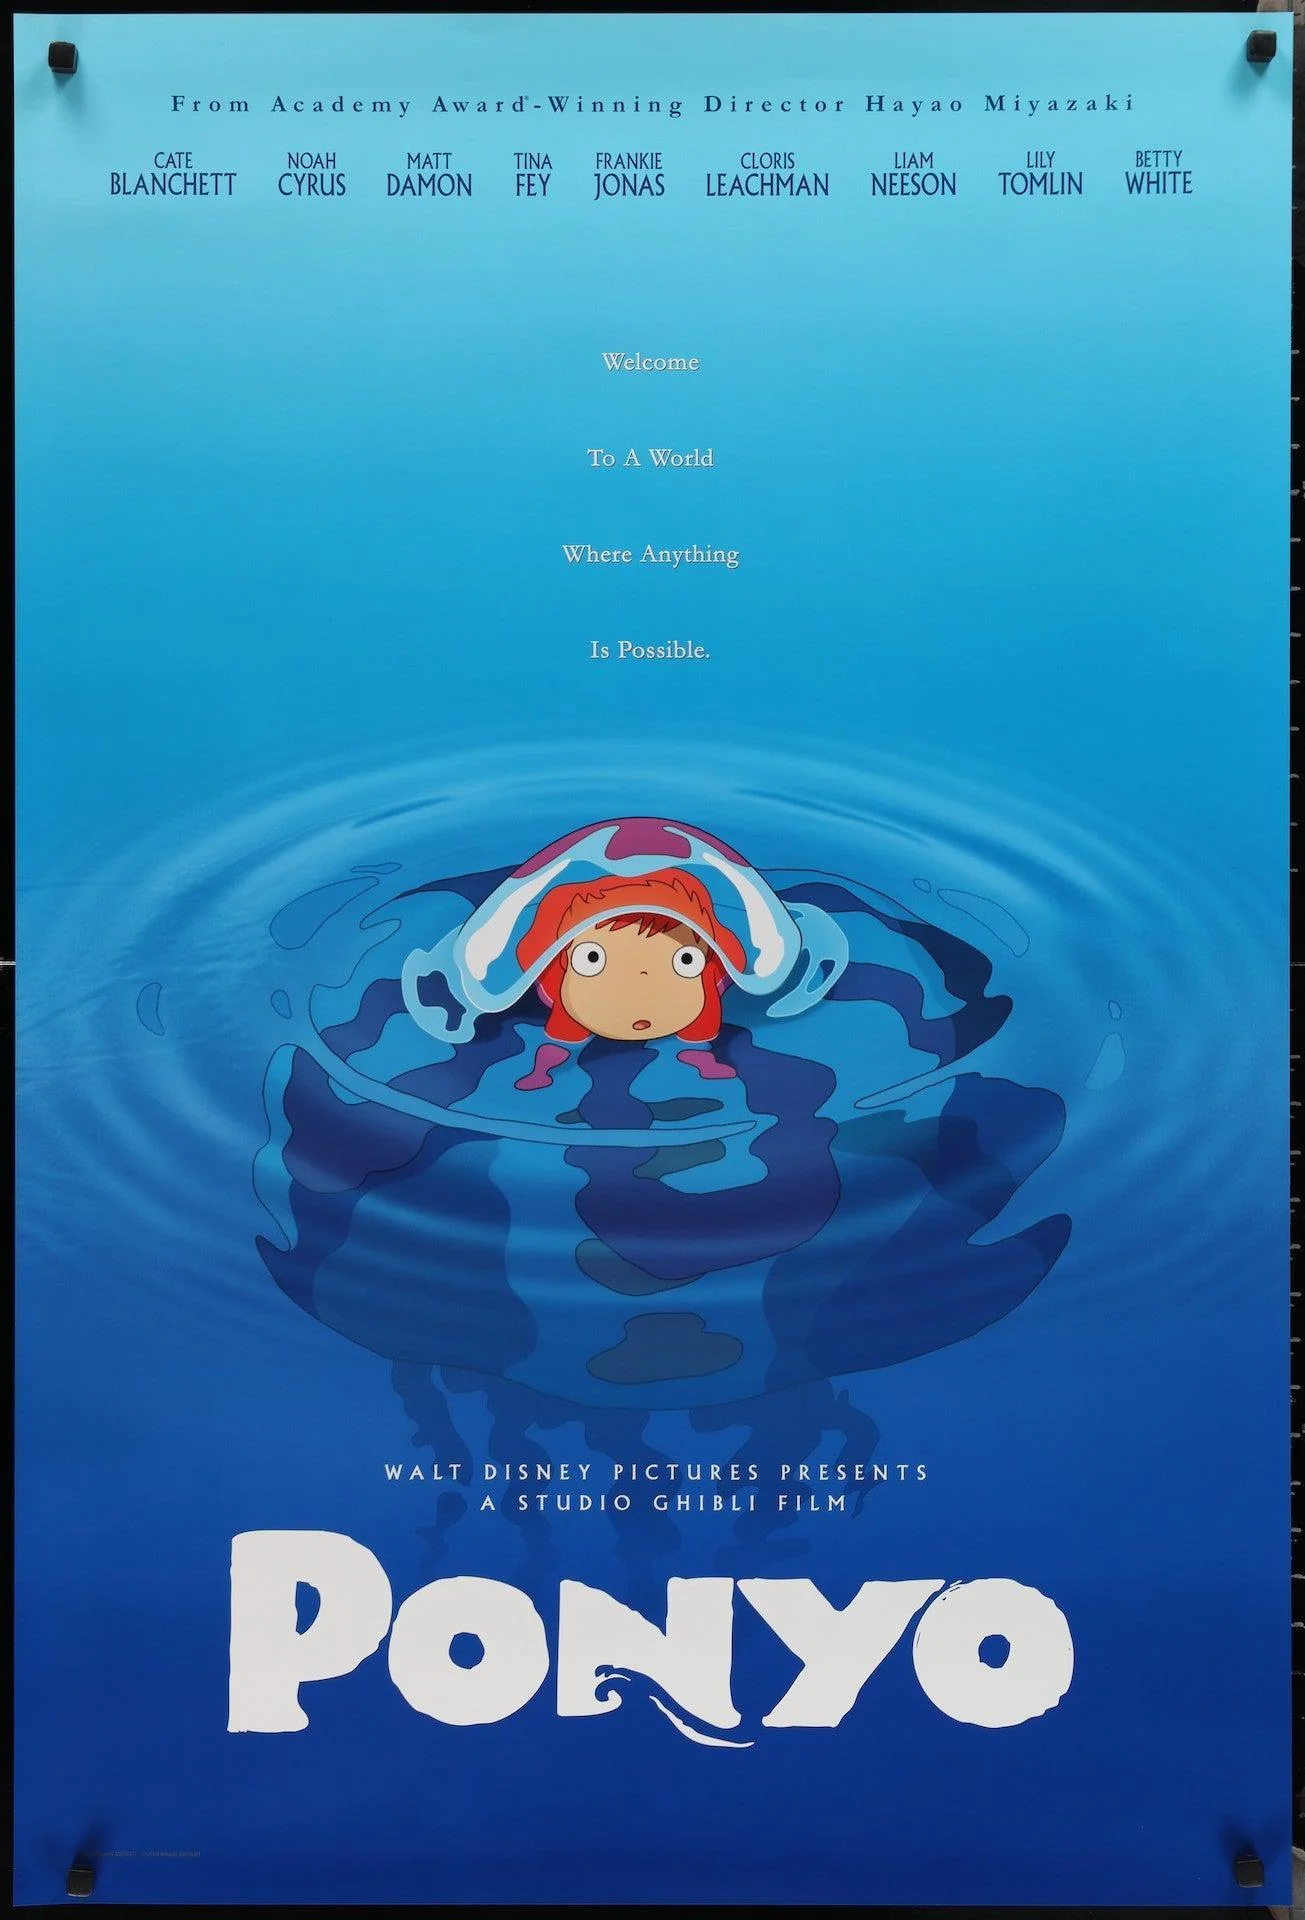 From Academy Award®-Winning Director Hayao Miyazaki
CATE BLANCHETT NOAH CYRUS MATT DAMON TINA FEY FRANKIE JONAS CLORIS LEACHMAN LIAM NEESON LILY TOMLIN BETTY WHITE
Welcome
To A World
Where Anything
Is Possible.
WALT DISNEY PICTURES PRESENTS
A STUDIO GHIBLI FILM
PONYO